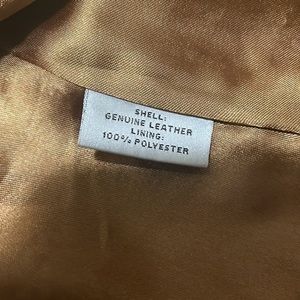 SHELL:
GENUINE LEATHER
LINING:
100% POLYESTER